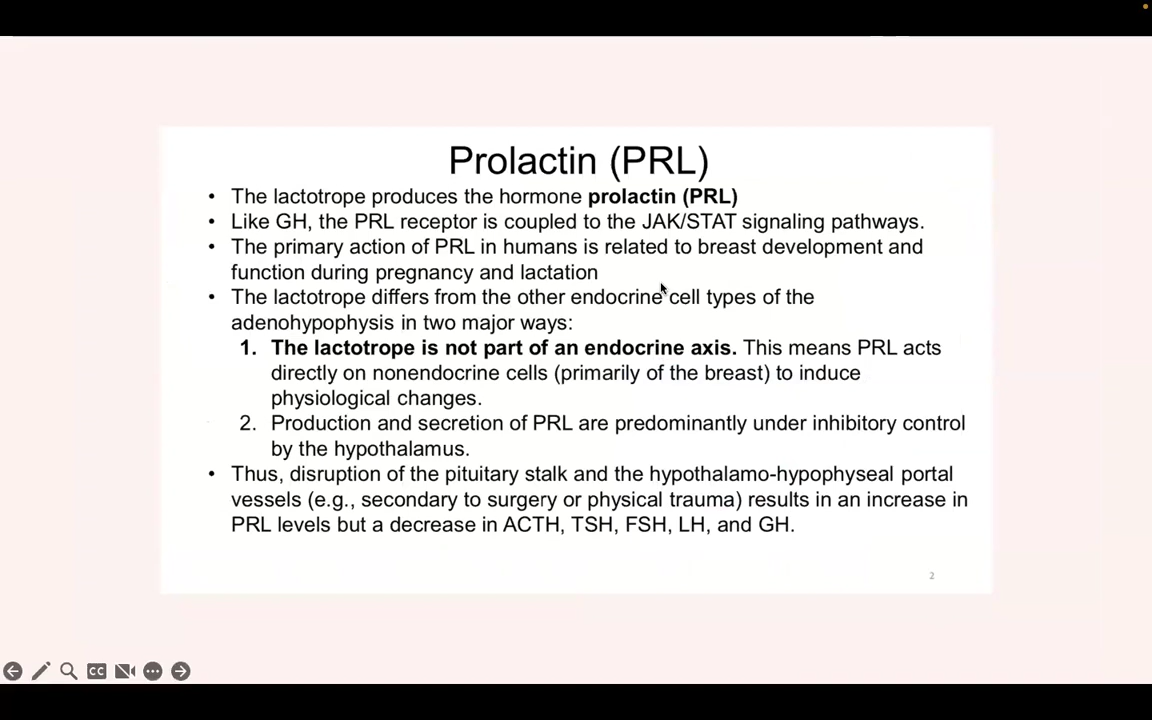 Prolactin (PRL)
• The lactotrope produces the hormone prolactin (PRL)
• Like GH, the PRL receptor is coupled to the JAK/STAT signaling pathways.
• The primary action of PRL in humans is related to breast development and
function during pregnancy and lactation
• The lactotrope differs from the other endocrine cell types of the
adenohypophysis in two major ways:
1. The lactotrope is not part of an endocrine axis. This means PRL acts
directly on nonendocrine cells (primarily of the breast) to induce
physiological changes.
2. Production and secretion of PRL are predominantly under inhibitory control
by the hypothalamus.
• Thus, disruption of the pituitary stalk and the hypothalamo-hypophyseal portal
vessels (e.g., secondary to surgery or physical trauma) results in an increase in
PRL levels but a decrease in ACTH, TSH, FSH, LH, and GH.
2
CC